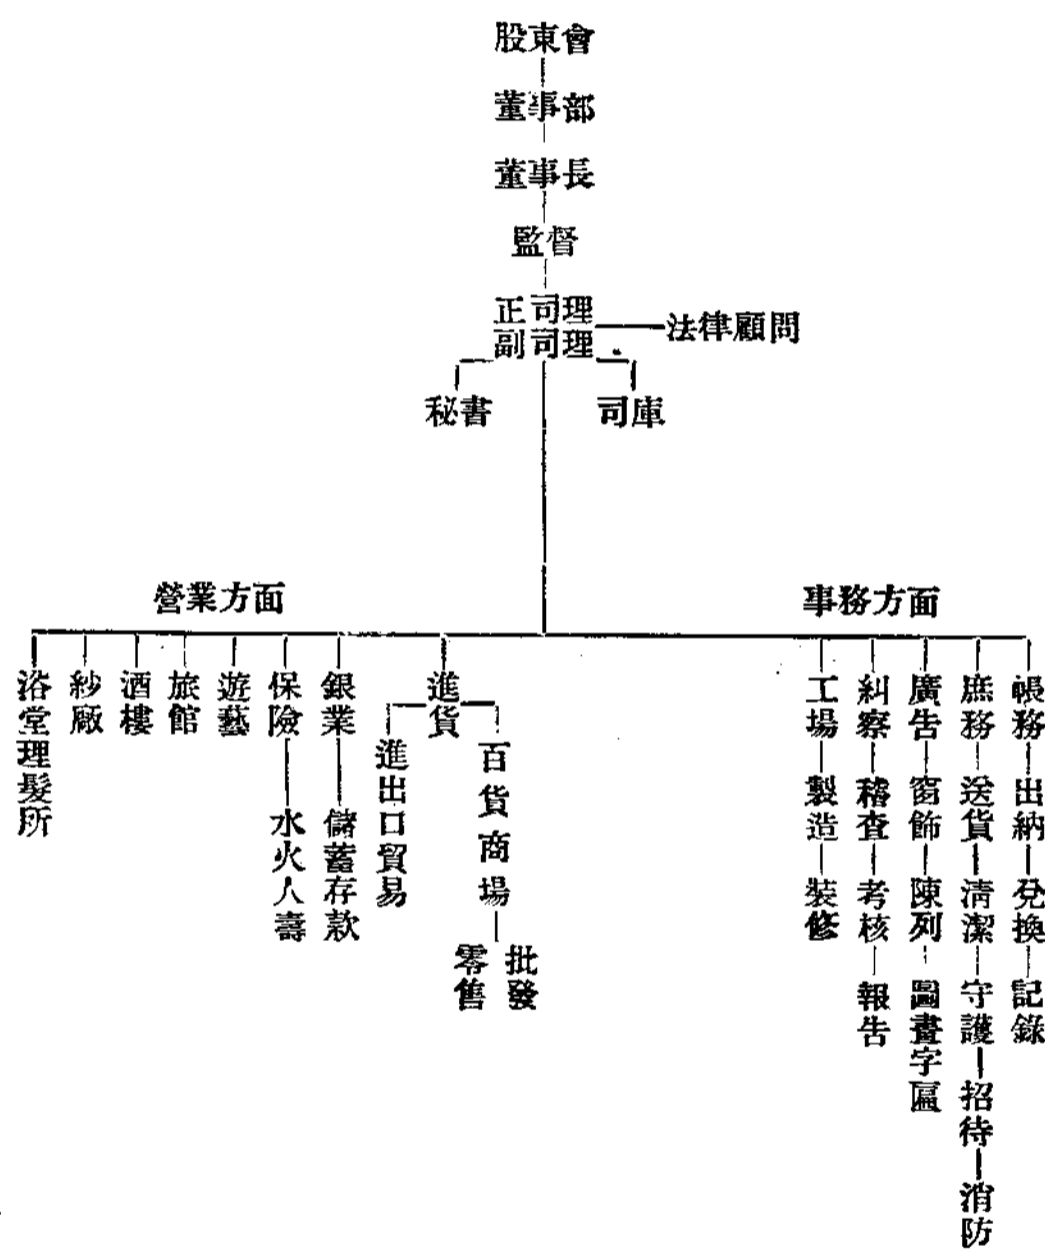 股東會
董事部
董事長
監督
正司理
副司理
法律顧問
秘書
司庫
營業方面
事務方面
帳務
出納
兌換
記錄
庶務
送貨
清潔
守護
招待
消防
廣告
窗飾
陳列
圖畫字匾
糾察
稽查
考核
報告
工場
製造
裝修
進貨
百貨商場
批發
零售
進出口貿易
銀業
儲蓄存款
保險
水火人壽
遊藝
旅館
酒樓
紗廠
浴堂理髮所